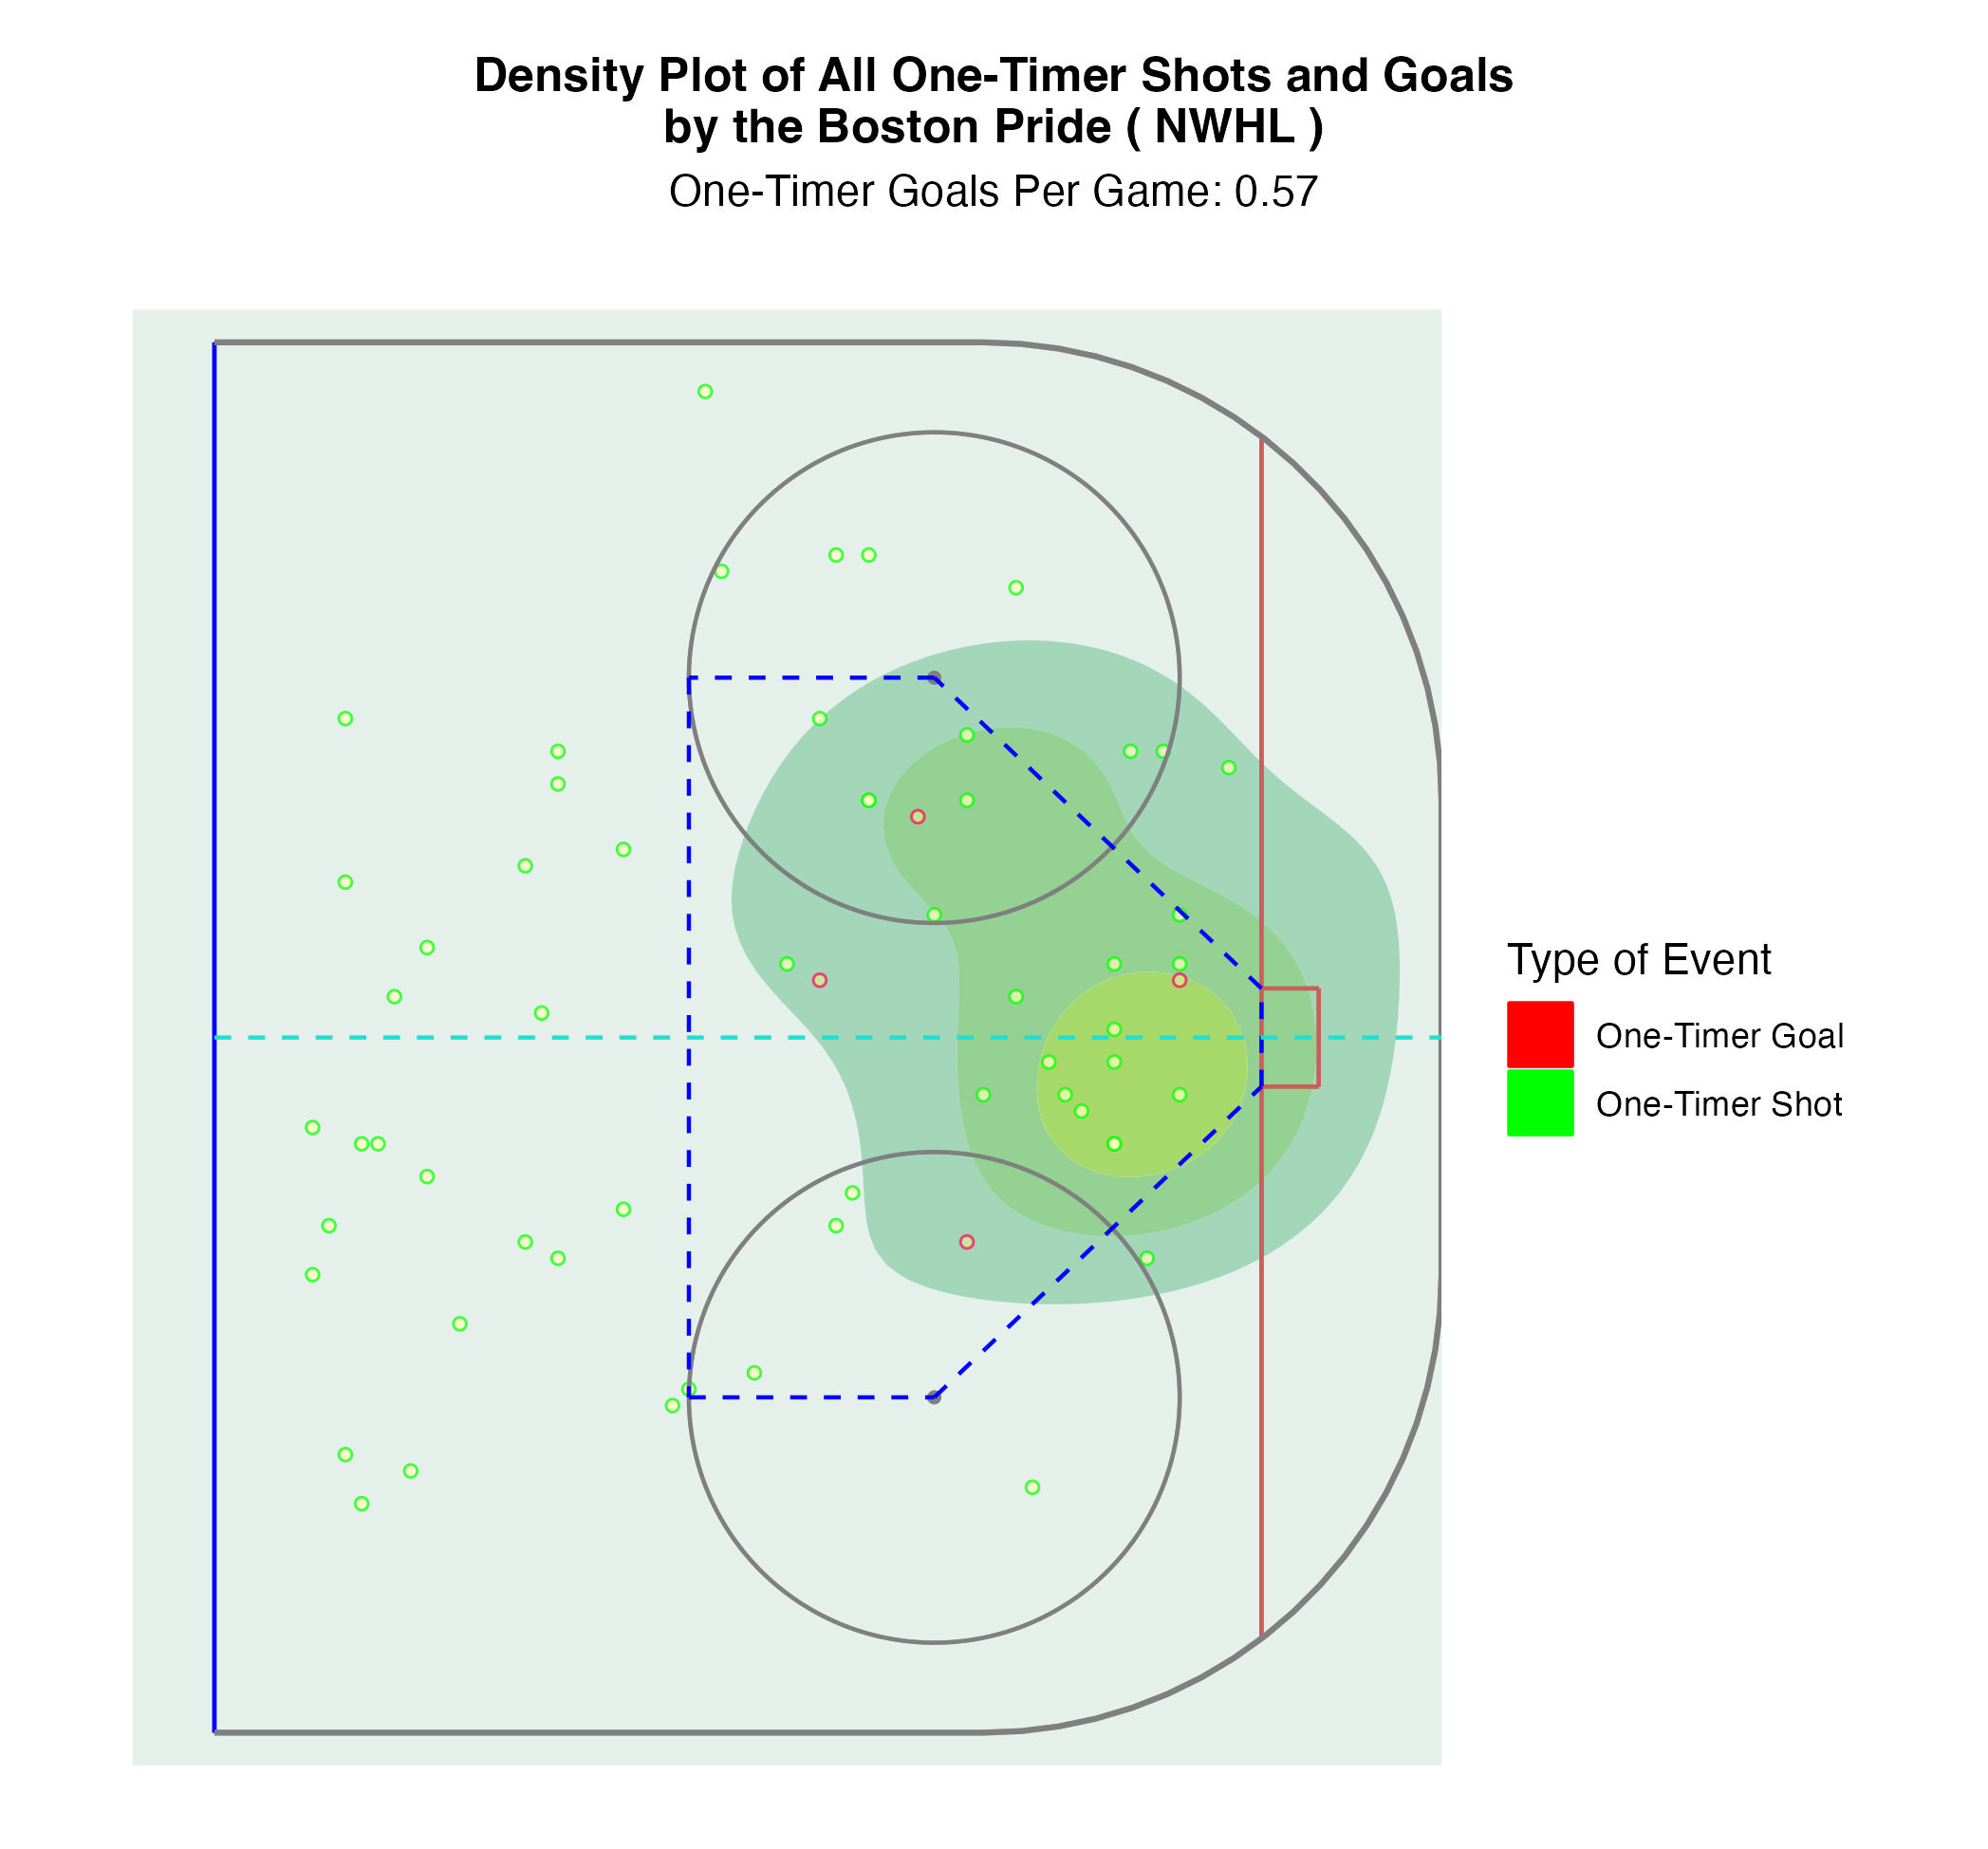 Density Plot of All One-Timer Shots and Goals
by the Boston Pride ( NWHL )
One-Timer Goals Per Game: 0.57
Type of Event
One-Timer Goal
One-Timer Shot